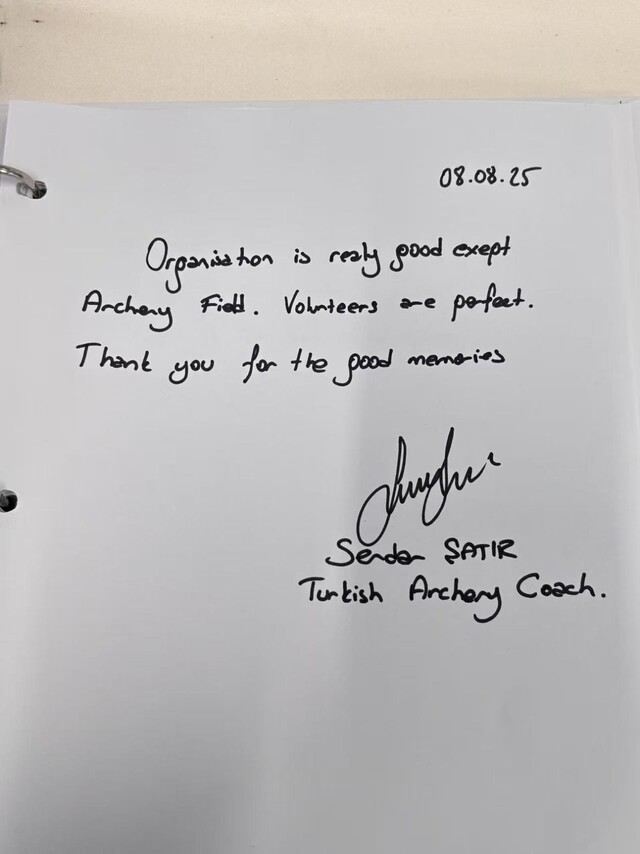 08.08.25
Organisation is realy good exept
Archery Field. Volunteers are perfect.
Thank you for the good memories
Serdar ŞATIR
Turkish Archery Coach.